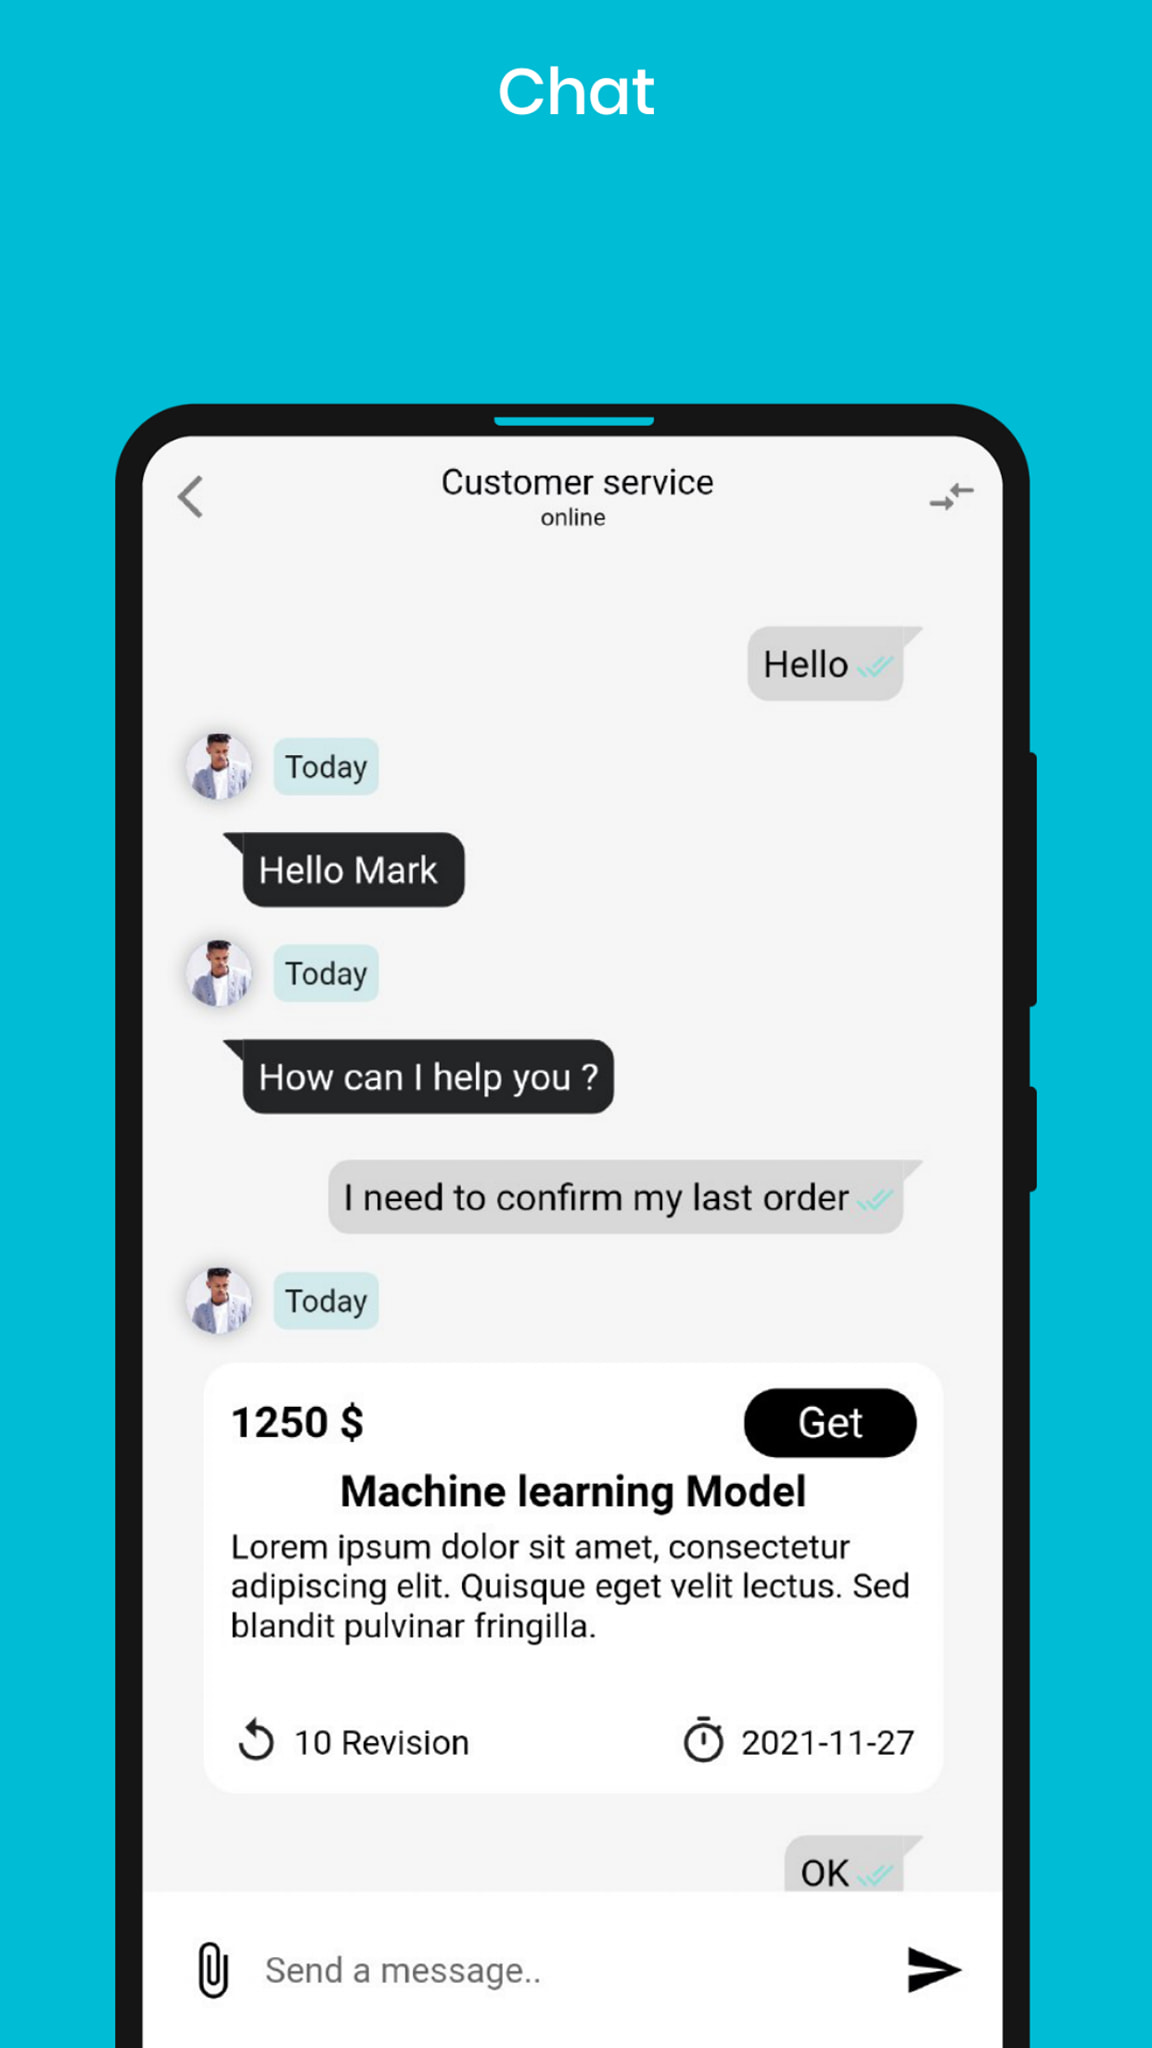 Chat
Customer service
online
Hello
Today
Hello Mark
Today
How can I help you ?
I need to confirm my last order
Today
1250 $
Get
Machine learning Model
Lorem ipsum dolor sit amet, consectetur
adipiscing elit. Quisque eget velit lectus. Sed
blandit pulvinar fringilla.
10 Revision
2021-11-27
OK
Send a message..